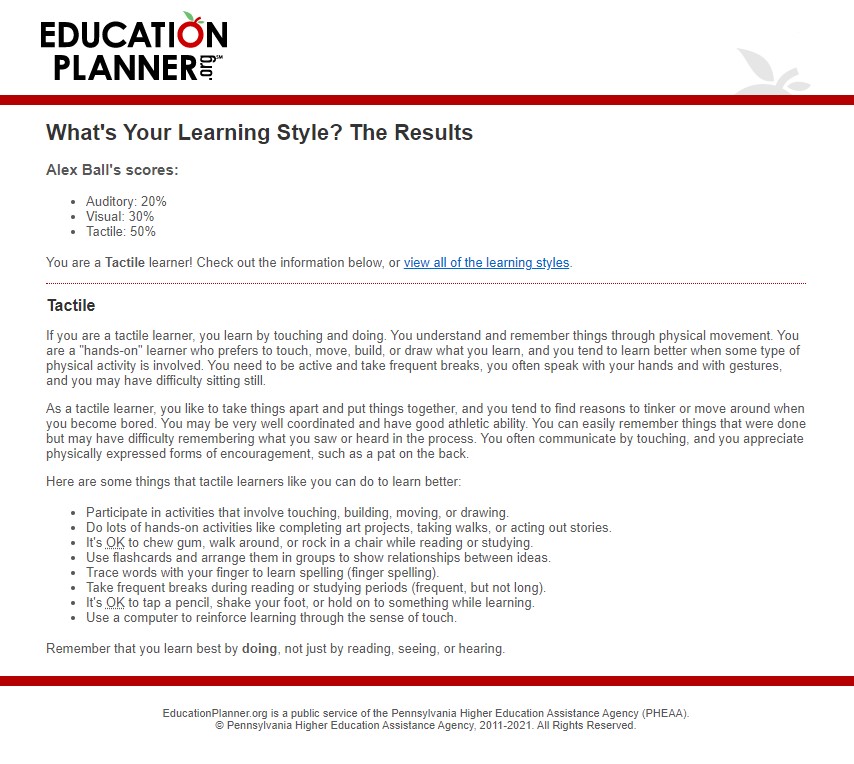 EDUCATION
PLANNER.org℠
What's Your Learning Style? The Results
Alex Ball's scores:
• Auditory: 20%
• Visual: 30%
• Tactile: 50%
You are a Tactile learner! Check out the information below, or view all of the learning styles.
Tactile
If you are a tactile learner, you learn by touching and doing. You understand and remember things through physical movement. You
are a "hands-on" learner who prefers to touch, move, build, or draw what you learn, and you tend to learn better when some type of
physical activity is involved. You need to be active and take frequent breaks, you often speak with your hands and with gestures,
and you may have difficulty sitting still.
As a tactile learner, you like to take things apart and put things together, and you tend to find reasons to tinker or move around when
you become bored. You may be very well coordinated and have good athletic ability. You can easily remember things that were done
but may have difficulty remembering what you saw or heard in the process. You often communicate by touching, and you appreciate
physically expressed forms of encouragement, such as a pat on the back.
Here are some things that tactile learners like you can do to learn better:
• Participate in activities that involve touching, building, moving, or drawing.
• Do lots of hands-on activities like completing art projects, taking walks, or acting out stories.
• It's OK to chew gum, walk around, or rock in a chair while reading or studying.
• Use flashcards and arrange them in groups to show relationships between ideas.
• Trace words with your finger to learn spelling (finger spelling).
• Take frequent breaks during reading or studying periods (frequent, but not long).
• It's OK to tap a pencil, shake your foot, or hold on to something while learning.
• Use a computer to reinforce learning through the sense of touch.
Remember that you learn best by doing, not just by reading, seeing, or hearing.
EducationPlanner.org is a public service of the Pennsylvania Higher Education Assistance Agency (PHEAA).
© Pennsylvania Higher Education Assistance Agency, 2011-2021. All Rights Reserved.